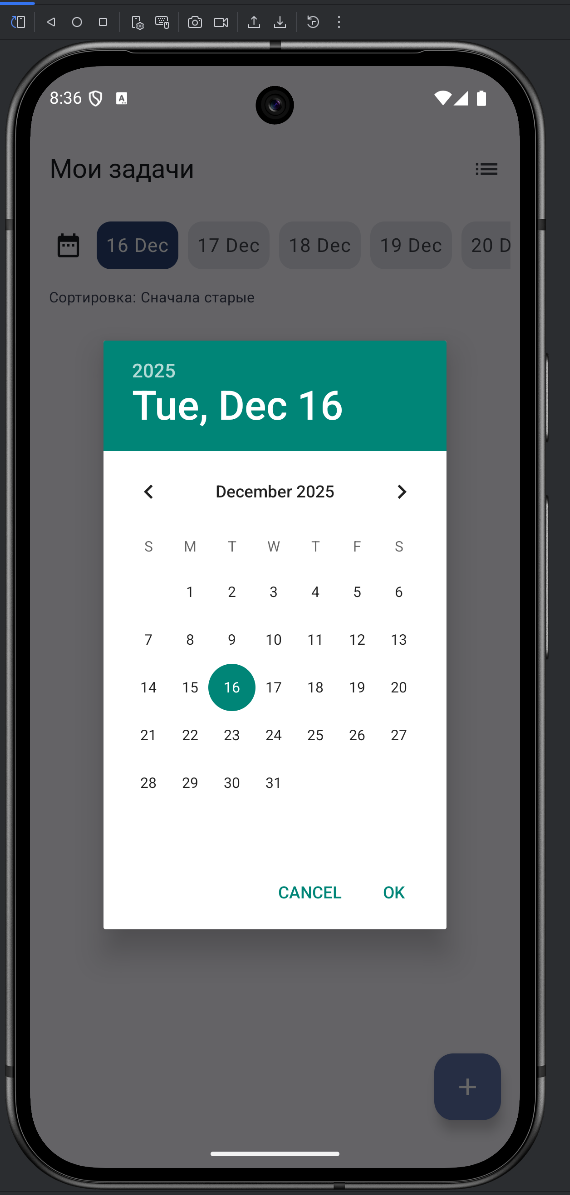 8:36
Мои задачи
16 Dec 17 Dec 18 Dec 19 Dec 20 D
Сортировка: Сначала старые
2025
Tue, Dec 16
December 2025
S M T W T F S
1 2 3 4 5 6
7 8 9 10 11 12 13
14 15 16 17 18 19 20
21 22 23 24 25 26 27
28 29 30 31
CANCEL OK